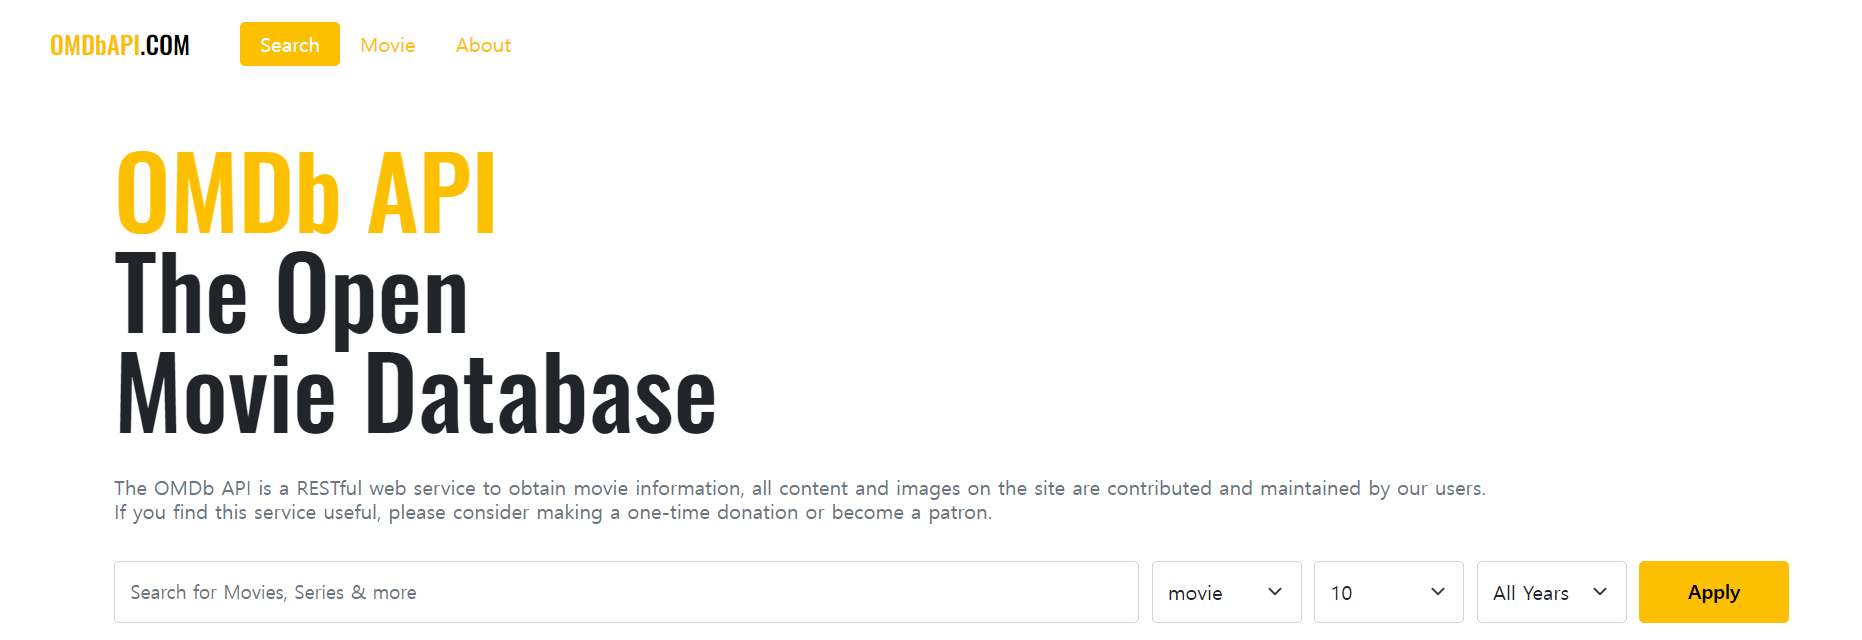 OMDbAPI.COM Search Movie About
OMDb API
The Open
Movie Database
The OMDb API is a RESTful web service to obtain movie information, all content and images on the site are contributed and maintained by our users.
If you find this service useful, please consider making a one-time donation or become a patron.
Search for Movies, Series & more movie 10 All Years Apply